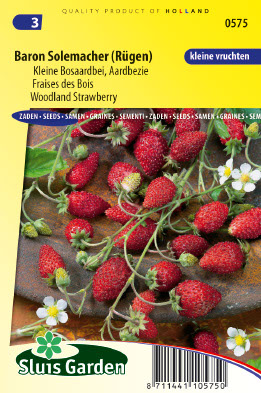 QUALITY PRODUCT OF HOLLAND
3
0575
Baron Solemacher (Rügen)
kleine vruchten
Kleine Bosaardbei, Aardbezie
Fraises des Bois
Woodland Strawberry
ZADEN • SEEDS • SAMEN • GRAINES • SEMENTI • ZADEN • SEEDS • SAMEN • GRAINES • SEM
Sluis Garden
8 711441 105750